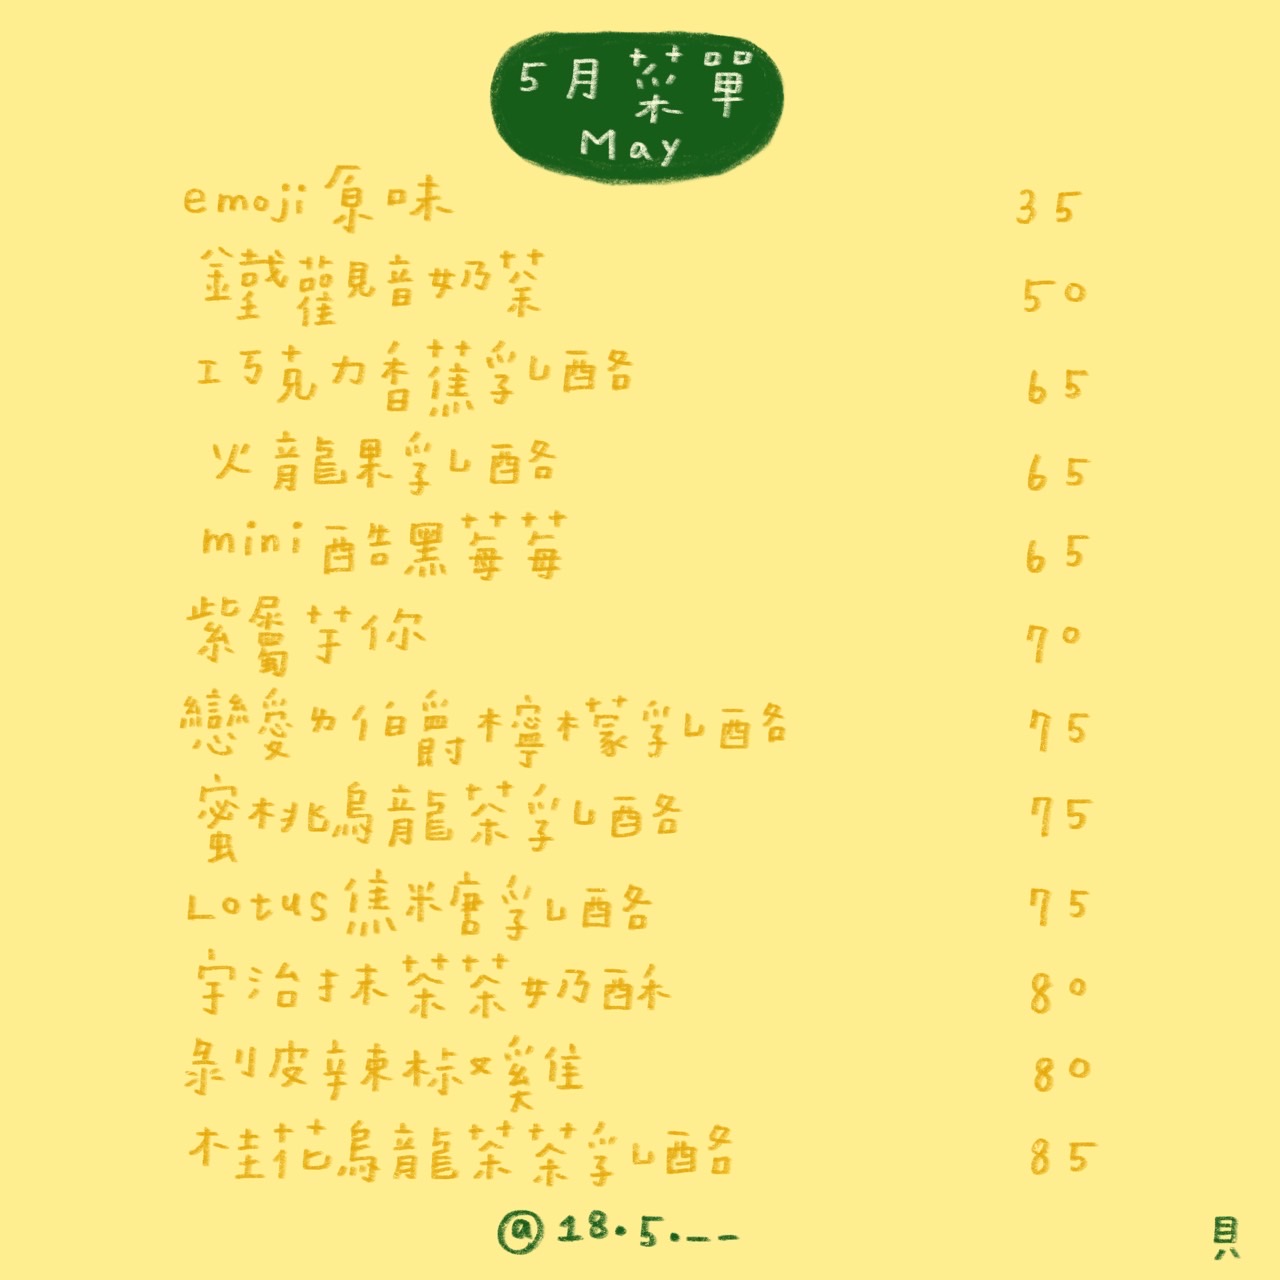 5月菜單
May
emoji原味 35
鐵觀音奶茶 50
巧克力香蕉乳酪 65
火龍果乳酪 65
mini酷黑莓莓 65
紫屬芋你 70
戀愛ㄉ伯爵檸檬乳酪 75
蜜桃烏龍茶乳酪 75
Lotus焦糖乳酪 75
宇治抹茶茶奶酥 80
剝皮辣椒雞 80
桂花烏龍茶茶乳酪 85
@18.5.__
貝